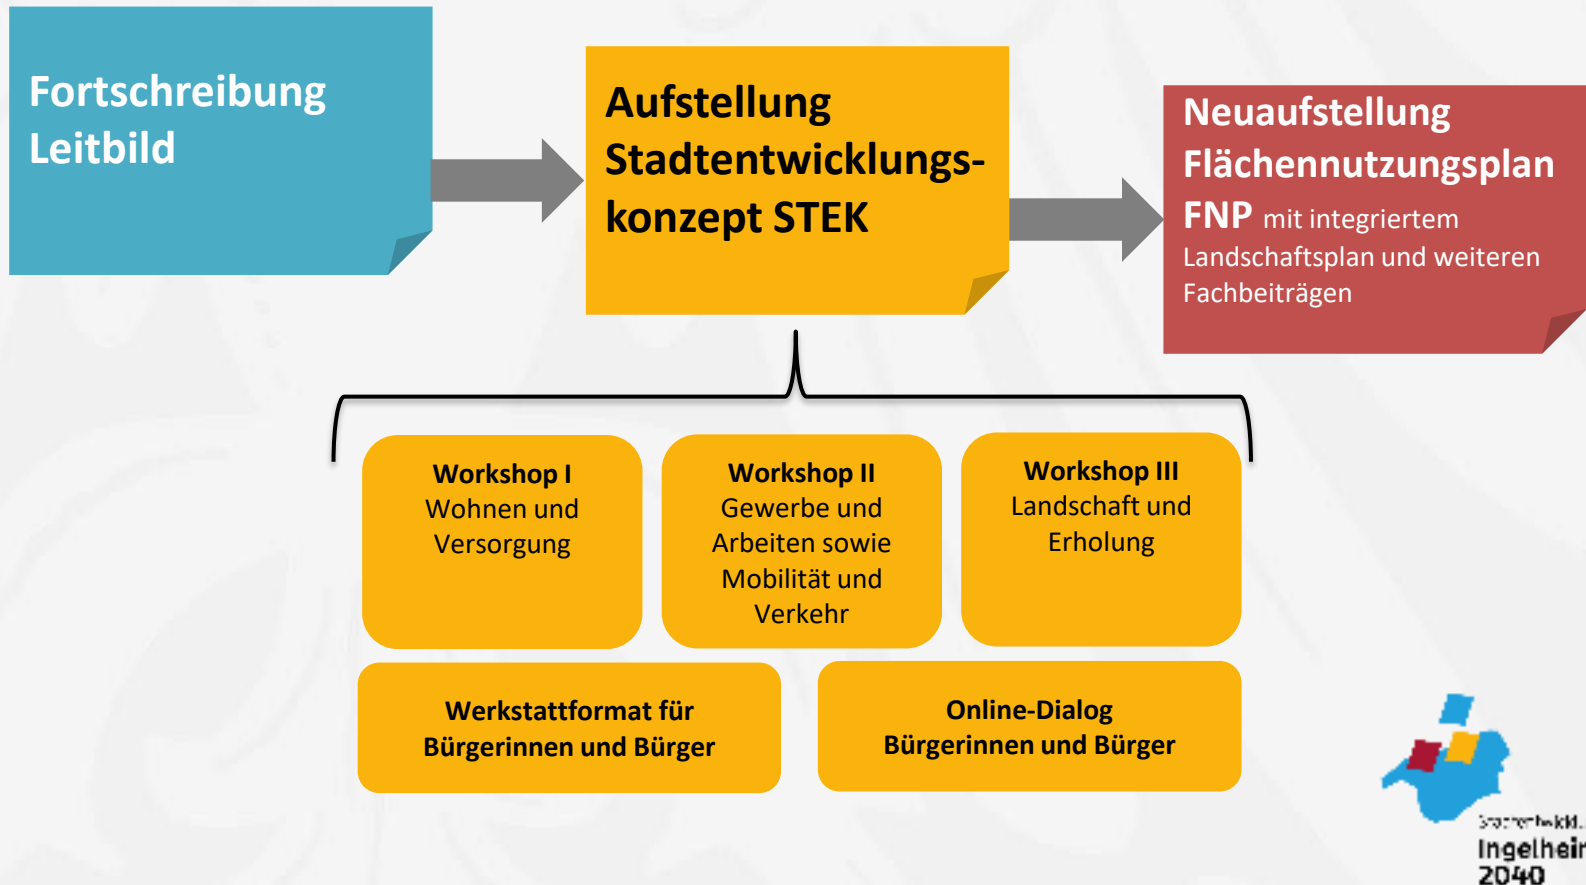 Fortschreibung
Leitbild
Aufstellung
Stadtentwicklungs-
konzept STEK
Neuaufstellung
Flächennutzungsplan
FNP mit integriertem
Landschaftsplan und weiteren
Fachbeiträgen
Workshop I
Wohnen und
Versorgung
Workshop II
Gewerbe und
Arbeiten sowie
Mobilität und
Verkehr
Workshop III
Landschaft und
Erholung
Werkstattformat für
Bürgerinnen und Bürger
Online-Dialog
Bürgerinnen und Bürger
2040